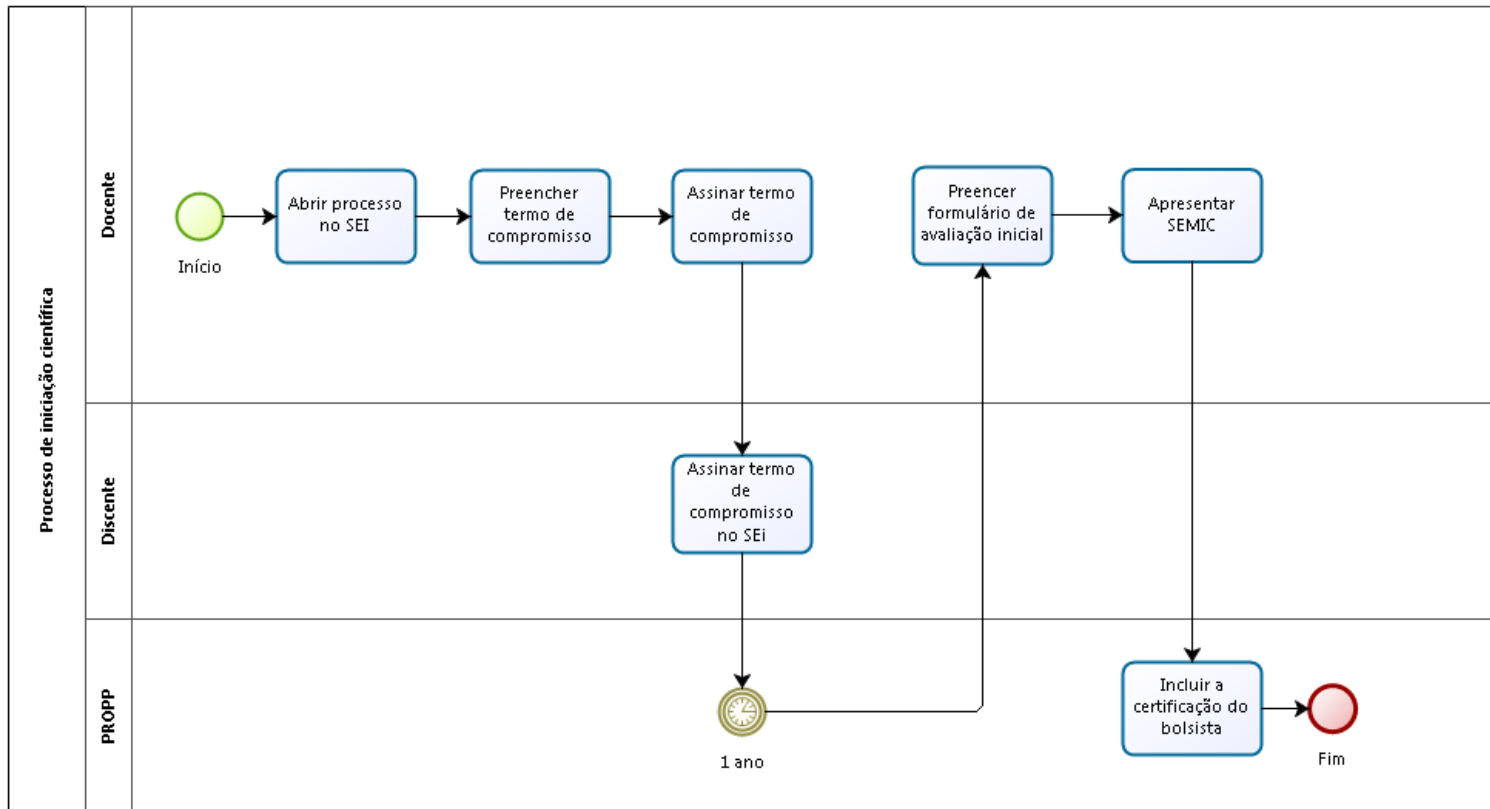 Processo de iniciação científica
Docente
Início
Abrir processo
no SEI
Preencher
termo de
compromisso
Assinar termo
de
compromisso
Preencer
formulário de
avaliação inicial
Apresentar
SEMIC
Discente
Assinar termo
de
compromisso
no SEi
PROPP
1 ano
Incluir a
certificação do
bolsista
Fim